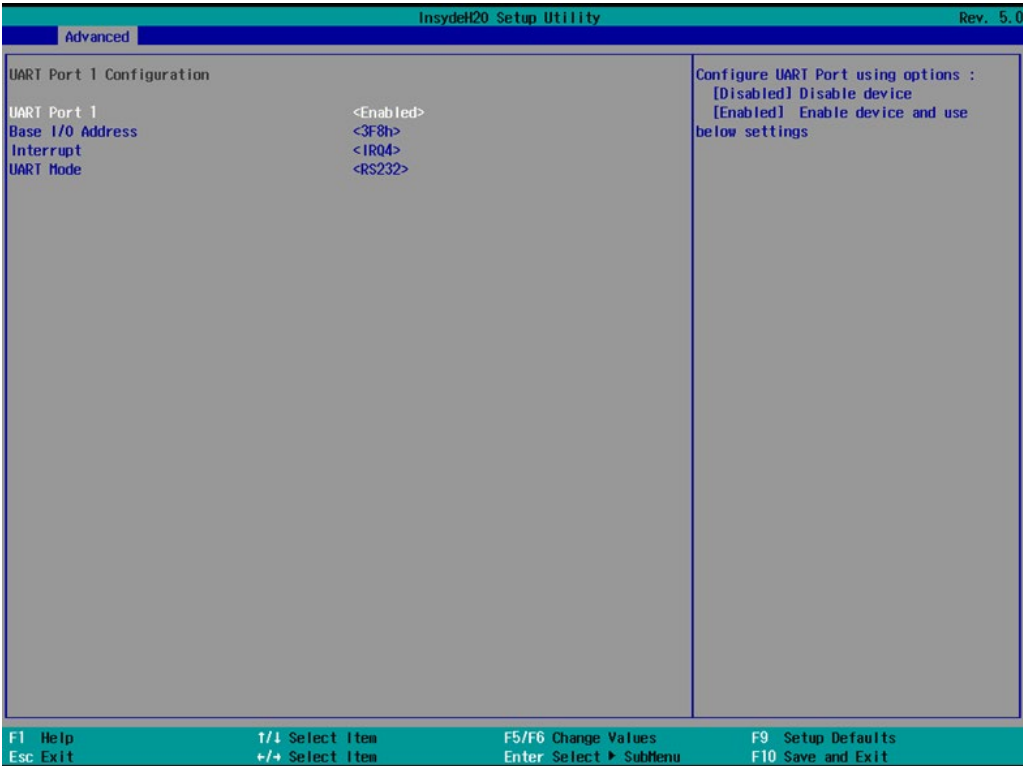 InsydeH20 Setup Utility Rev. 5.0
Advanced
UART Port 1 Configuration
UART Port 1 <Enabled>
Base I/O Address <3F8h>
Interrupt <IRQ4>
UART Mode <RS232>
Configure UART Port using options :
[Disabled] Disable device
[Enabled] Enable device and use
below settings
F1 Help ↑/↓ Select Item F5/F6 Change Values F9 Setup Defaults
Esc Exit ←/→ Select Item Enter Select ▶ SubMenu F10 Save and Exit